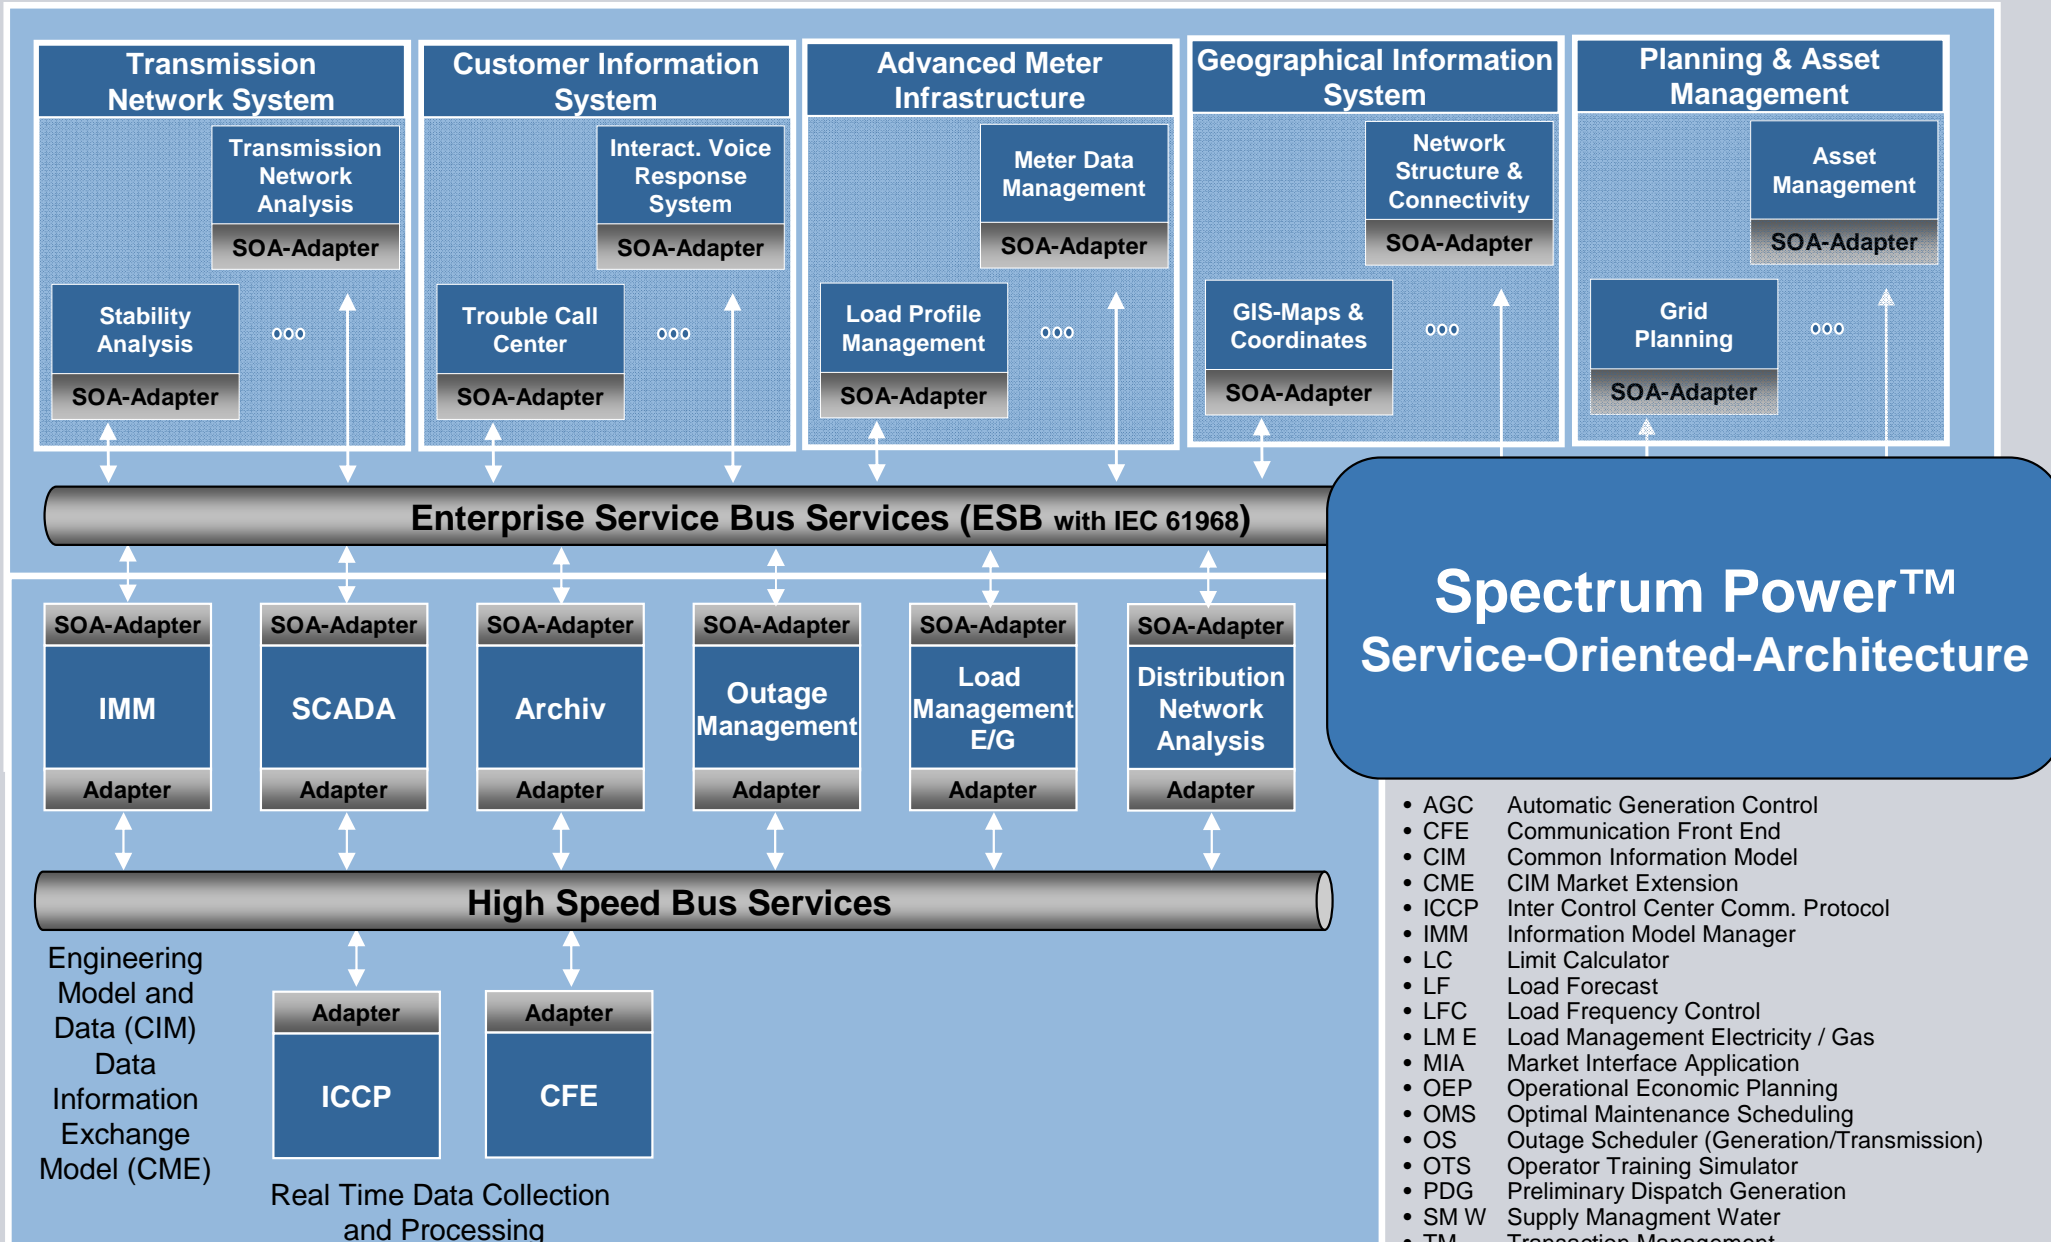 Transmission
Network System
Customer Information
System
Advanced Meter
Infrastructure
Geographical Information
System
Planning & Asset
Management
Transmission
Network
Analysis
SOA-Adapter
Interact. Voice
Response
System
SOA-Adapter
Meter Data
Management
SOA-Adapter
Network
Structure &
Connectivity
SOA-Adapter
Asset
Management
SOA-Adapter
Stability
Analysis
SOA-Adapter
ooo
Trouble Call
Center
SOA-Adapter
ooo
Load Profile
Management
SOA-Adapter
ooo
GIS-Maps &
Coordinates
SOA-Adapter
ooo
Grid
Planning
SOA-Adapter
ooo
Enterprise Service Bus Services (ESB with IEC 61968)
Spectrum Power™
Service-Oriented-Architecture
SOA-Adapter
IMM
Adapter
SOA-Adapter
SCADA
Adapter
SOA-Adapter
Archiv
Adapter
SOA-Adapter
Outage
Management
Adapter
SOA-Adapter
Load
Management
E/G
Adapter
SOA-Adapter
Distribution
Network
Analysis
Adapter
High Speed Bus Services
Engineering
Model and
Data (CIM)
Data
Information
Exchange
Model (CME)
Adapter
ICCP
Adapter
CFE
Real Time Data Collection
and Processing
• AGC Automatic Generation Control
• CFE Communication Front End
• CIM Common Information Model
• CME CIM Market Extension
• ICCP Inter Control Center Comm. Protocol
• IMM Information Model Manager
• LC Limit Calculator
• LF Load Forecast
• LFC Load Frequency Control
• LM E Load Management Electricity / Gas
• MIA Market Interface Application
• OEP Operational Economic Planning
• OMS Optimal Maintenance Scheduling
• OS Outage Scheduler (Generation/Transmission)
• OTS Operator Training Simulator
• PDG Preliminary Dispatch Generation
• SM W Supply Managment Water
• TM Transaction Management